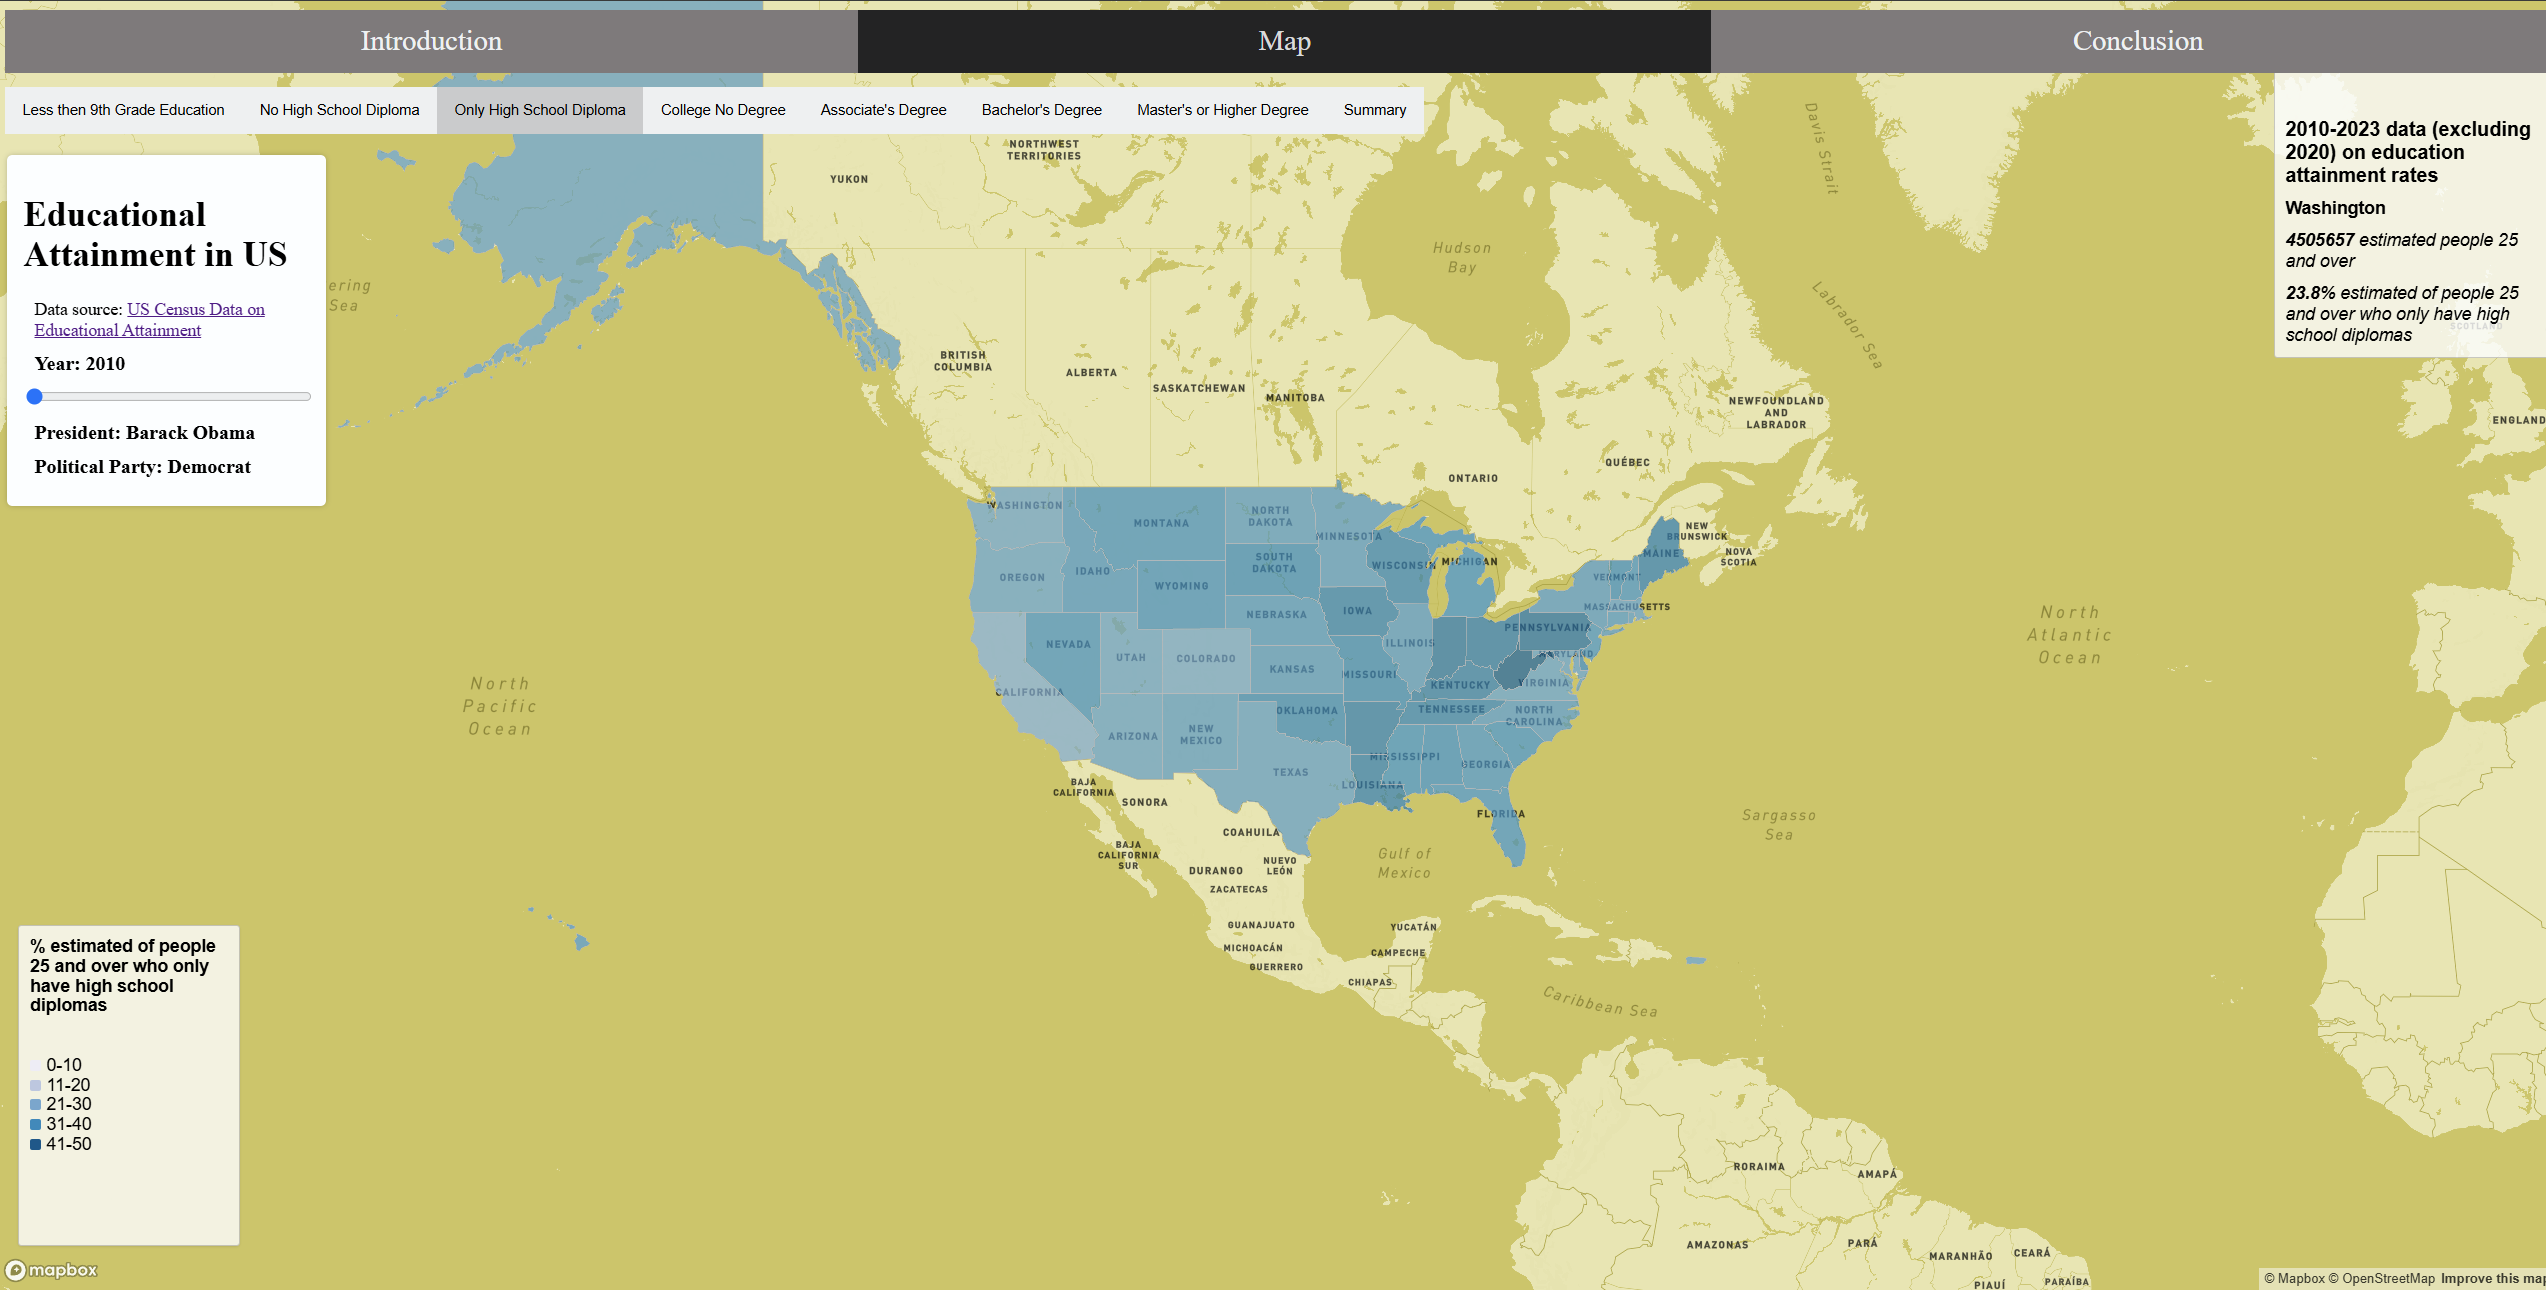 Introduction
Map
Conclusion
Less then 9th Grade Education
No High School Diploma
Only High School Diploma
College No Degree
Associate's Degree
Bachelor's Degree
Master's or Higher Degree
Summary
Educational
Attainment in US
Data source: US Census Data on
Educational Attainment
Year: 2010
President: Barack Obama
Political Party: Democrat
2010-2023 data (excluding
2020) on education
attainment rates
Washington
4505657 estimated people 25
and over
23.8% estimated of people 25
and over who only have high
school diplomas
SCOTLAND
ENGLAND
NORTHWEST
TERRITORIES
YUKON
Davis Strait
Hudson
Bay
Labrador Sea
ering
Sea
BRITISH
COLUMBIA
ALBERTA
SASKATCHEWAN
MANITOBA
NEWFOUNDLAND
AND
LABRADOR
QUÉBEC
ONTARIO
NEW
BRUNSWICK
NOVA
SCOTIA
WASHINGTON
MONTANA
NORTH
DAKOTA
MINNESOTA
MAINE
OREGON
IDAHO
WYOMING
SOUTH
DAKOTA
WISCONSIN
MICHIGAN
VERMONT
MASSACHUSETTS
NEBRASKA
IOWA
PENNSYLVANIA
NEVADA
UTAH
COLORADO
ILLINOIS
MARYLAND
CALIFORNIA
KANSAS
MISSOURI
KENTUCKY
VIRGINIA
OKLAHOMA
TENNESSEE
NORTH
CAROLINA
ARIZONA
NEW
MEXICO
TEXAS
MISSISSIPPI
GEORGIA
LOUISIANA
FLORIDA
North
Pacific
Ocean
North
Atlantic
Ocean
Sargasso
Sea
Gulf of
Mexico
Caribbean Sea
BAJA
CALIFORNIA
SONORA
COAHUILA
BAJA
CALIFORNIA
SUR
DURANGO
NUEVO
LEÓN
ZACATECAS
GUANAJUATO
MICHOACÁN
GUERRERO
YUCATÁN
CAMPECHE
CHIAPAS
RORAIMA
AMAPÁ
AMAZONAS
PARÁ
MARANHÃO
CEARÁ
PIAUÍ
PARAÍBA
% estimated of people
25 and over who only
have high school
diplomas
0-10
11-20
21-30
31-40
41-50
mapbox
© Mapbox © OpenStreetMap Improve this map